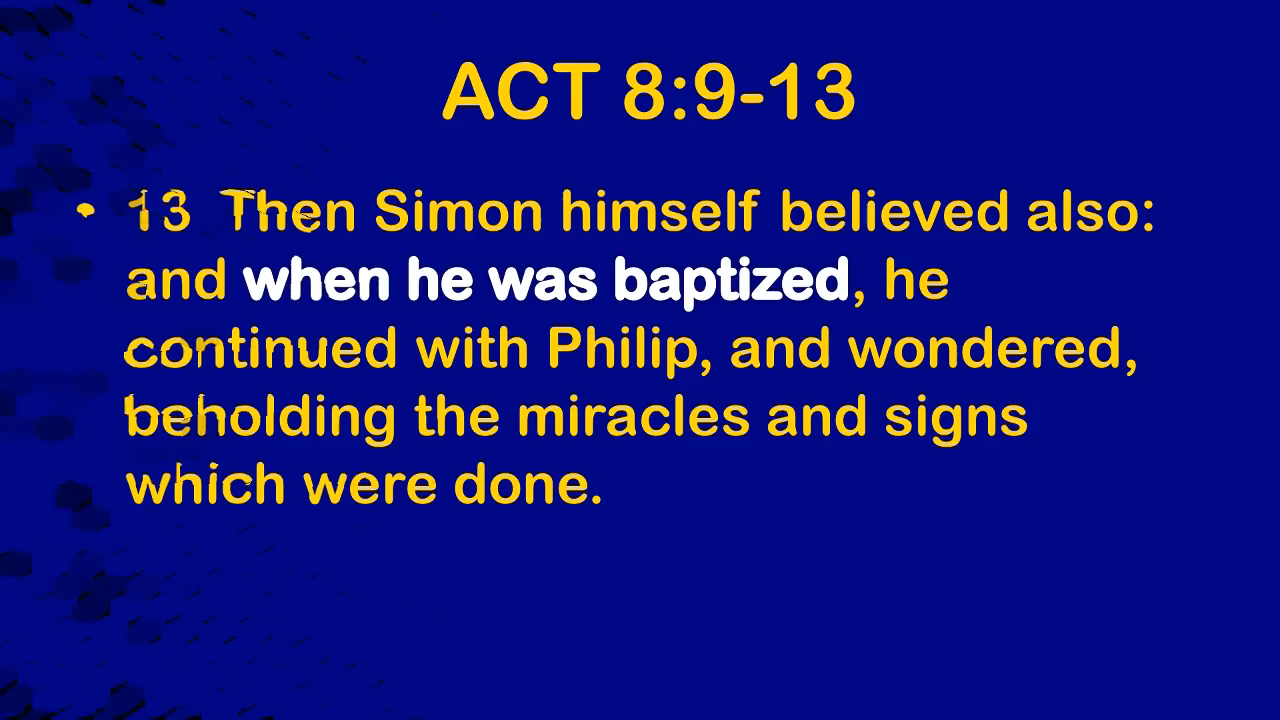 ACT 8:9-13
• 13  Then Simon himself believed also:
and when he was baptized, he
continued with Philip, and wondered,
beholding the miracles and signs
which were done.